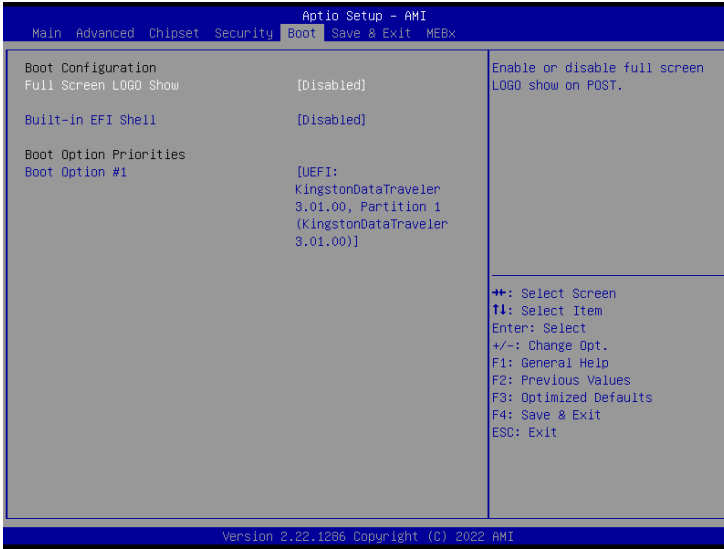 Aptio Setup – AMI
Main Advanced Chipset Security Boot Save & Exit MEBx
Boot Configuration
Full Screen LOGO Show [Disabled]
Built-in EFI Shell [Disabled]
Boot Option Priorities
Boot Option #1 [UEFI:
KingstonDataTraveler
3.01.00, Partition 1
(KingstonDataTraveler
3.01.00)]
Enable or disable full screen
LOGO show on POST.
→←: Select Screen
↑↓: Select Item
Enter: Select
+/-: Change Opt.
F1: General Help
F2: Previous Values
F3: Optimized Defaults
F4: Save & Exit
ESC: Exit
Version 2.22.1286 Copyright (C) 2022 AMI